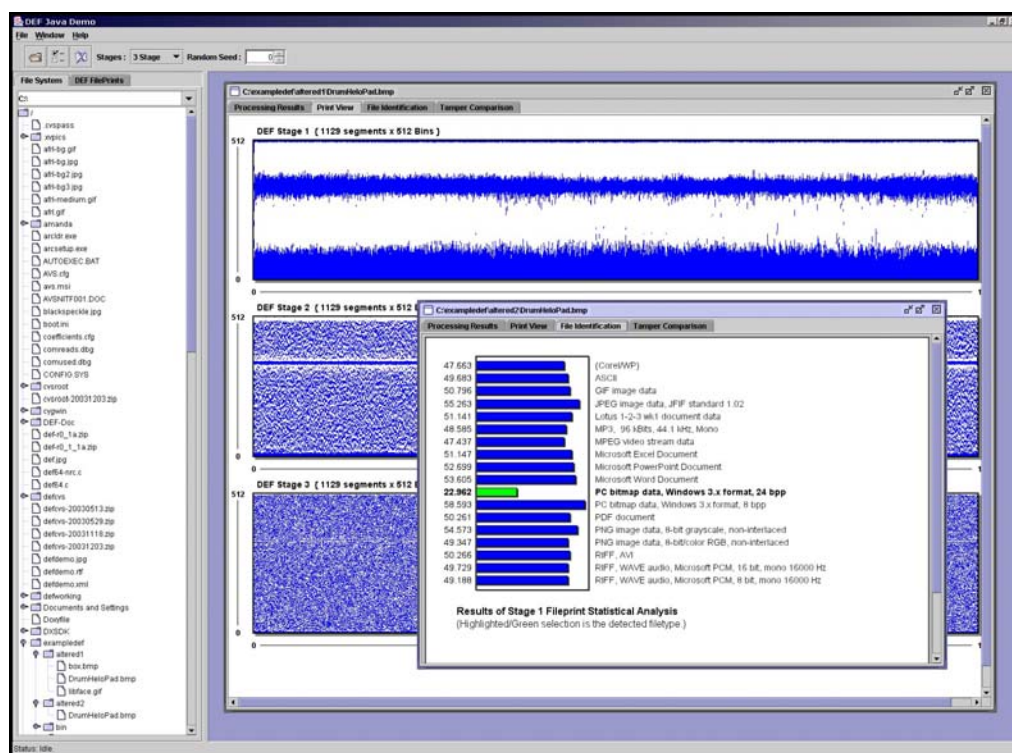 DEF Java Demo
File Window Help
Stages : 3 Stage Random Seed : 0
File System DEF FilePrints
C:\
/
.cvspass
.xvpics
afrl-bg.gif
afrl-bg.jpg
afrl-bg2.jpg
afrl-bg3.jpg
afrl-medium.gif
afrl.gif
amanda
arcldr.exe
arcsetup.exe
AUTOEXEC.BAT
AVS.cfg
avs.msi
AVSNITF001.DOC
blackspeckle.jpg
boot.ini
coefficients.cfg
comreads.dbg
comused.dbg
CONFIG.SYS
cvsroot
cvsroot-20031203.zip
cygwin
DEF-Doc
def-r0_1a.zip
def-r0_1_1a.zip
def.jpg
def64-nrc.c
def64.c
defcvs
defcvs-20030513.zip
defcvs-20030529.zip
defcvs-20031118.zip
defcvs-20031203.zip
defdemo.jpg
defdemo.rtf
defdemo.xml
defworking
Documents and Settings
Doxyfile
DXSDK
exampledef
altered1
box.bmp
DrumHeloPad.bmp
libface.gif
altered2
DrumHeloPad.bmp
bin
Status: Idle
C:\exampledef\altered1\DrumHeloPad.bmp
Processing Results Print View File Identification Tamper Comparison
DEF Stage 1 ( 1129 segments x 512 Bins )
512
0
0 1
DEF Stage 2 ( 1129 segments x 512
512
0
0
DEF Stage 3 ( 1129 segments x 512
512
0
0 1
C:\exampledef\altered2\DrumHeloPad.bmp
Processing Results Print View File Identification Tamper Comparison
47.663 (Corel/WP)
49.683 ASCII
50.796 GIF image data
55.263 JPEG image data, JFIF standard 1.02
51.141 Lotus 1-2-3 wk1 document data
48.585 MP3, 96 kBits, 44.1 kHz, Mono
47.437 MPEG video stream data
51.147 Microsoft Excel Document
52.699 Microsoft PowerPoint Document
53.605 Microsoft Word Document
22.962 PC bitmap data, Windows 3.x format, 24 bpp
58.593 PC bitmap data, Windows 3.x format, 8 bpp
50.261 PDF document
54.573 PNG image data, 8-bit grayscale, non-interlaced
49.347 PNG image data, 8-bit/color RGB, non-interlaced
50.266 RIFF, AVI
49.729 RIFF, WAVE audio, Microsoft PCM, 16 bit, mono 16000 Hz
49.188 RIFF, WAVE audio, Microsoft PCM, 8 bit, mono 16000 Hz
Results of Stage 1 Fileprint Statistical Analysis
(Highlighted/Green selection is the detected filetype.)